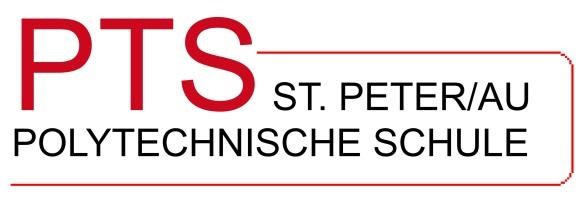 PTS ST. PETER/AU
POLYTECHNISCHE SCHULE